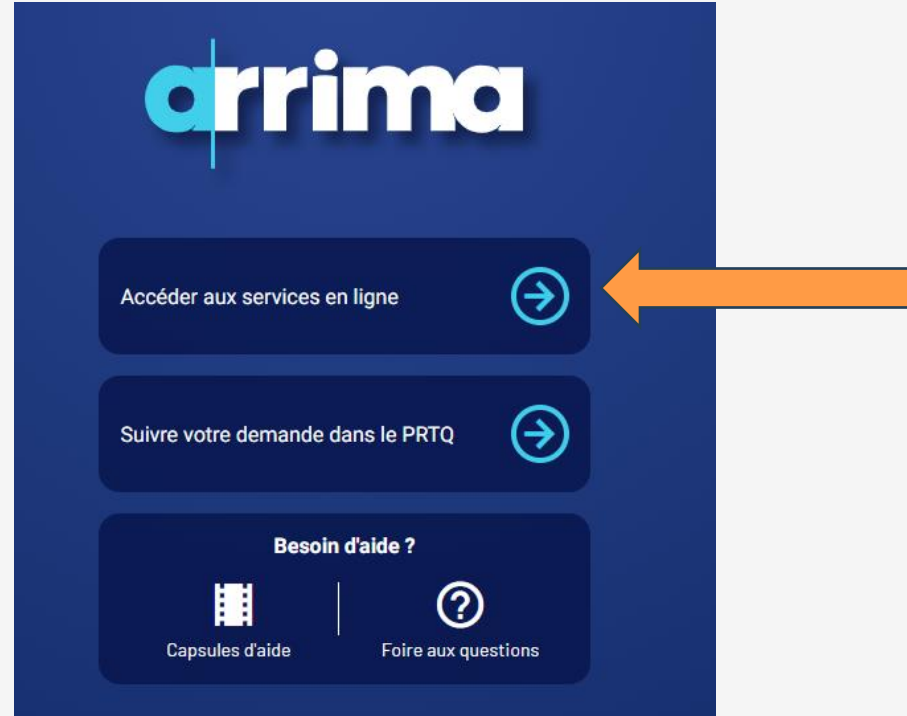 arrima
Accéder aux services en ligne
Suivre votre demande dans le PRTQ
Besoin d'aide ?
Capsules d'aide
Foire aux questions